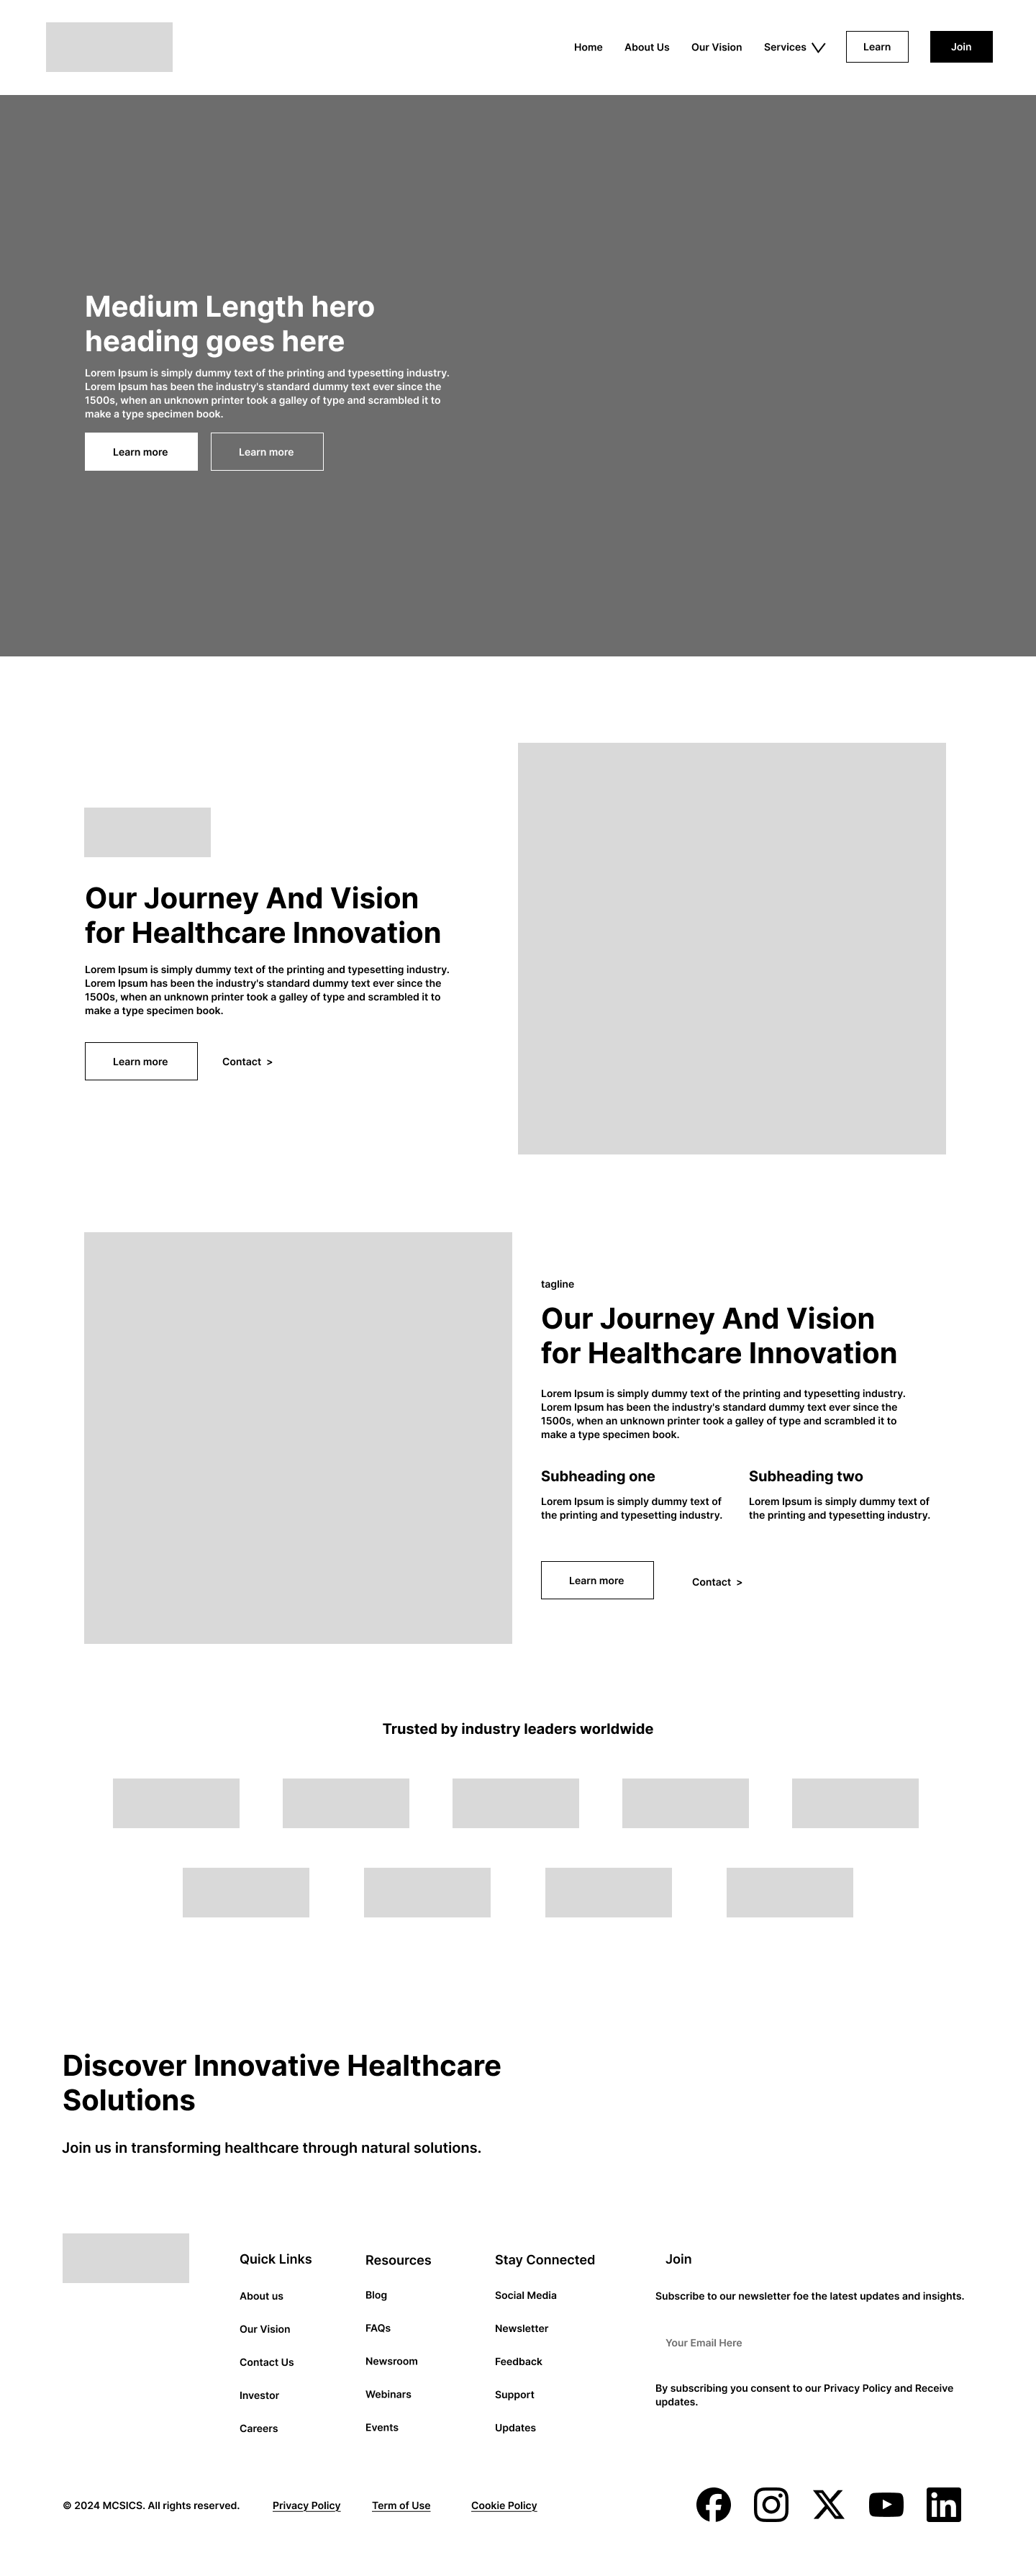 Home About Us Our Vision Services Learn Join
Medium Length hero
heading goes here
Lorem Ipsum is simply dummy text of the printing and typesetting industry.
Lorem Ipsum has been the industry's standard dummy text ever since the
1500s, when an unknown printer took a galley of type and scrambled it to
make a type specimen book.
Learn more Learn more
Our Journey And Vision
for Healthcare Innovation
Lorem Ipsum is simply dummy text of the printing and typesetting industry.
Lorem Ipsum has been the industry's standard dummy text ever since the
1500s, when an unknown printer took a galley of type and scrambled it to
make a type specimen book.
Learn more Contact >
tagline
Our Journey And Vision
for Healthcare Innovation
Lorem Ipsum is simply dummy text of the printing and typesetting industry.
Lorem Ipsum has been the industry's standard dummy text ever since the
1500s, when an unknown printer took a galley of type and scrambled it to
make a type specimen book.
Subheading one
Lorem Ipsum is simply dummy text of
the printing and typesetting industry.
Subheading two
Lorem Ipsum is simply dummy text of
the printing and typesetting industry.
Learn more Contact >
Trusted by industry leaders worldwide
Discover Innovative Healthcare
Solutions
Join us in transforming healthcare through natural solutions.
Quick Links
About us
Our Vision
Contact Us
Investor
Careers
Resources
Blog
FAQs
Newsroom
Webinars
Events
Stay Connected
Social Media
Newsletter
Feedback
Support
Updates
Join
Subscribe to our newsletter foe the latest updates and insights.
Your Email Here
By subscribing you consent to our Privacy Policy and Receive
updates.
© 2024 MCSICS. All rights reserved. Privacy Policy Term of Use Cookie Policy